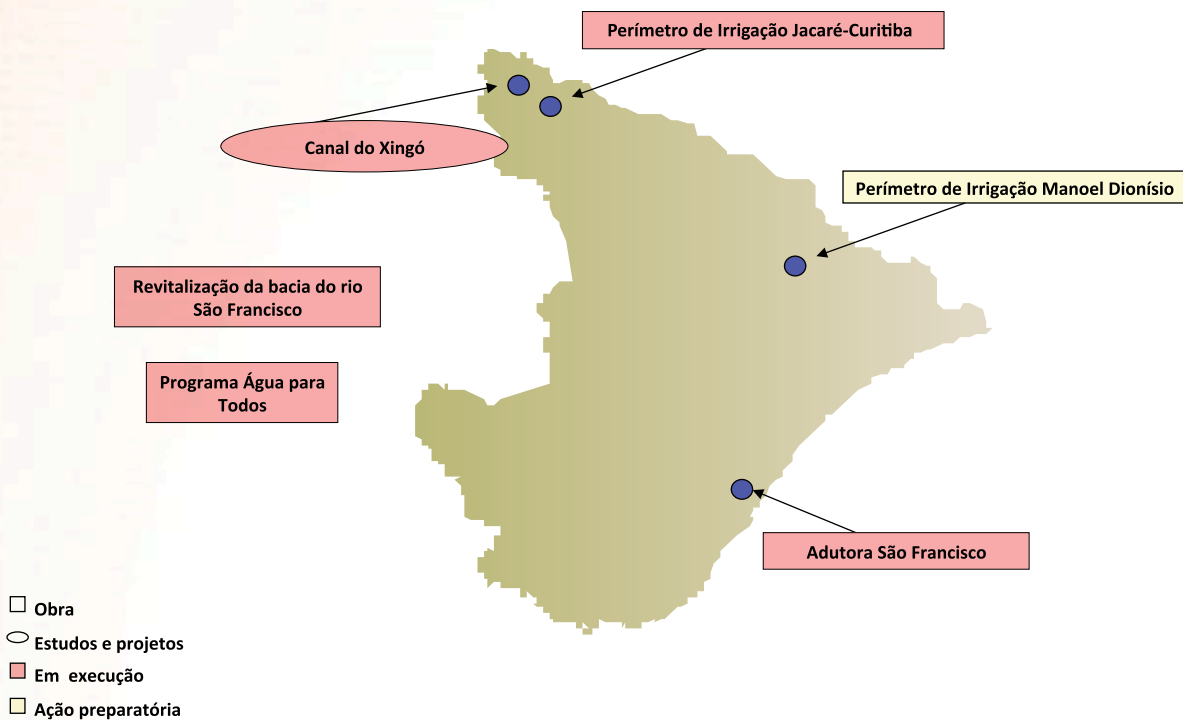 Perímetro de Irrigação Jacaré-Curitiba
Canal do Xingó
Perímetro de Irrigação Manoel Dionísio
Revitalização da bacia do rio
São Francisco
Programa Água para
Todos
Adutora São Francisco
Obra
Estudos e projetos
Em execução
Ação preparatória